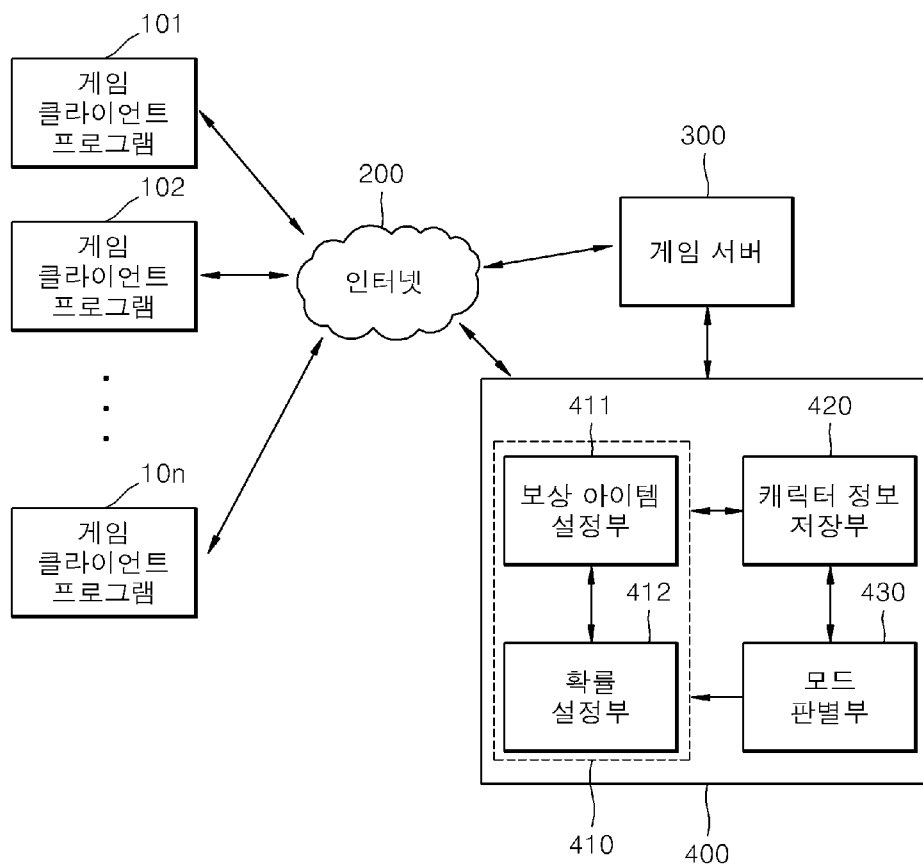 101
게임
클라이언트
프로그램
102
게임
클라이언트
프로그램
10n
게임
클라이언트
프로그램
200
인터넷
300
게임 서버
411
보상 아이템
설정부
420
캐릭터 정보
저장부
412
확률
설정부
430
모드
판별부
410
400